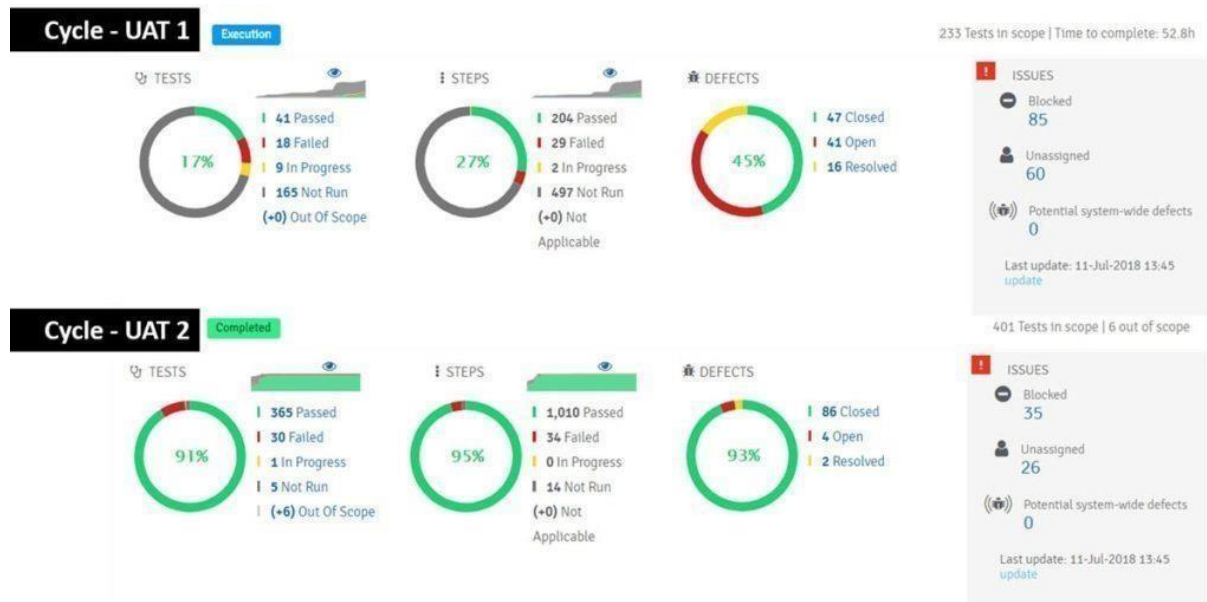 Cycle - UAT 1
Execution
233 Tests in scope | Time to complete: 52.8h
TESTS
17%
41 Passed
18 Failed
9 In Progress
165 Not Run
(+0) Out Of Scope
STEPS
27%
204 Passed
29 Failed
2 In Progress
497 Not Run
(+0) Not
Applicable
DEFECTS
45%
47 Closed
41 Open
16 Resolved
! ISSUES
Blocked
85
Unassigned
60
Potential system-wide defects
0
Last update: 11-Jul-2018 13:45
update
Cycle - UAT 2
Completed
401 Tests in scope | 6 out of scope
TESTS
91%
365 Passed
30 Failed
1 In Progress
5 Not Run
(+6) Out Of Scope
STEPS
95%
1,010 Passed
34 Failed
0 In Progress
14 Not Run
(+0) Not
Applicable
DEFECTS
93%
86 Closed
4 Open
2 Resolved
! ISSUES
Blocked
35
Unassigned
26
Potential system-wide defects
0
Last update: 11-Jul-2018 13:45
update